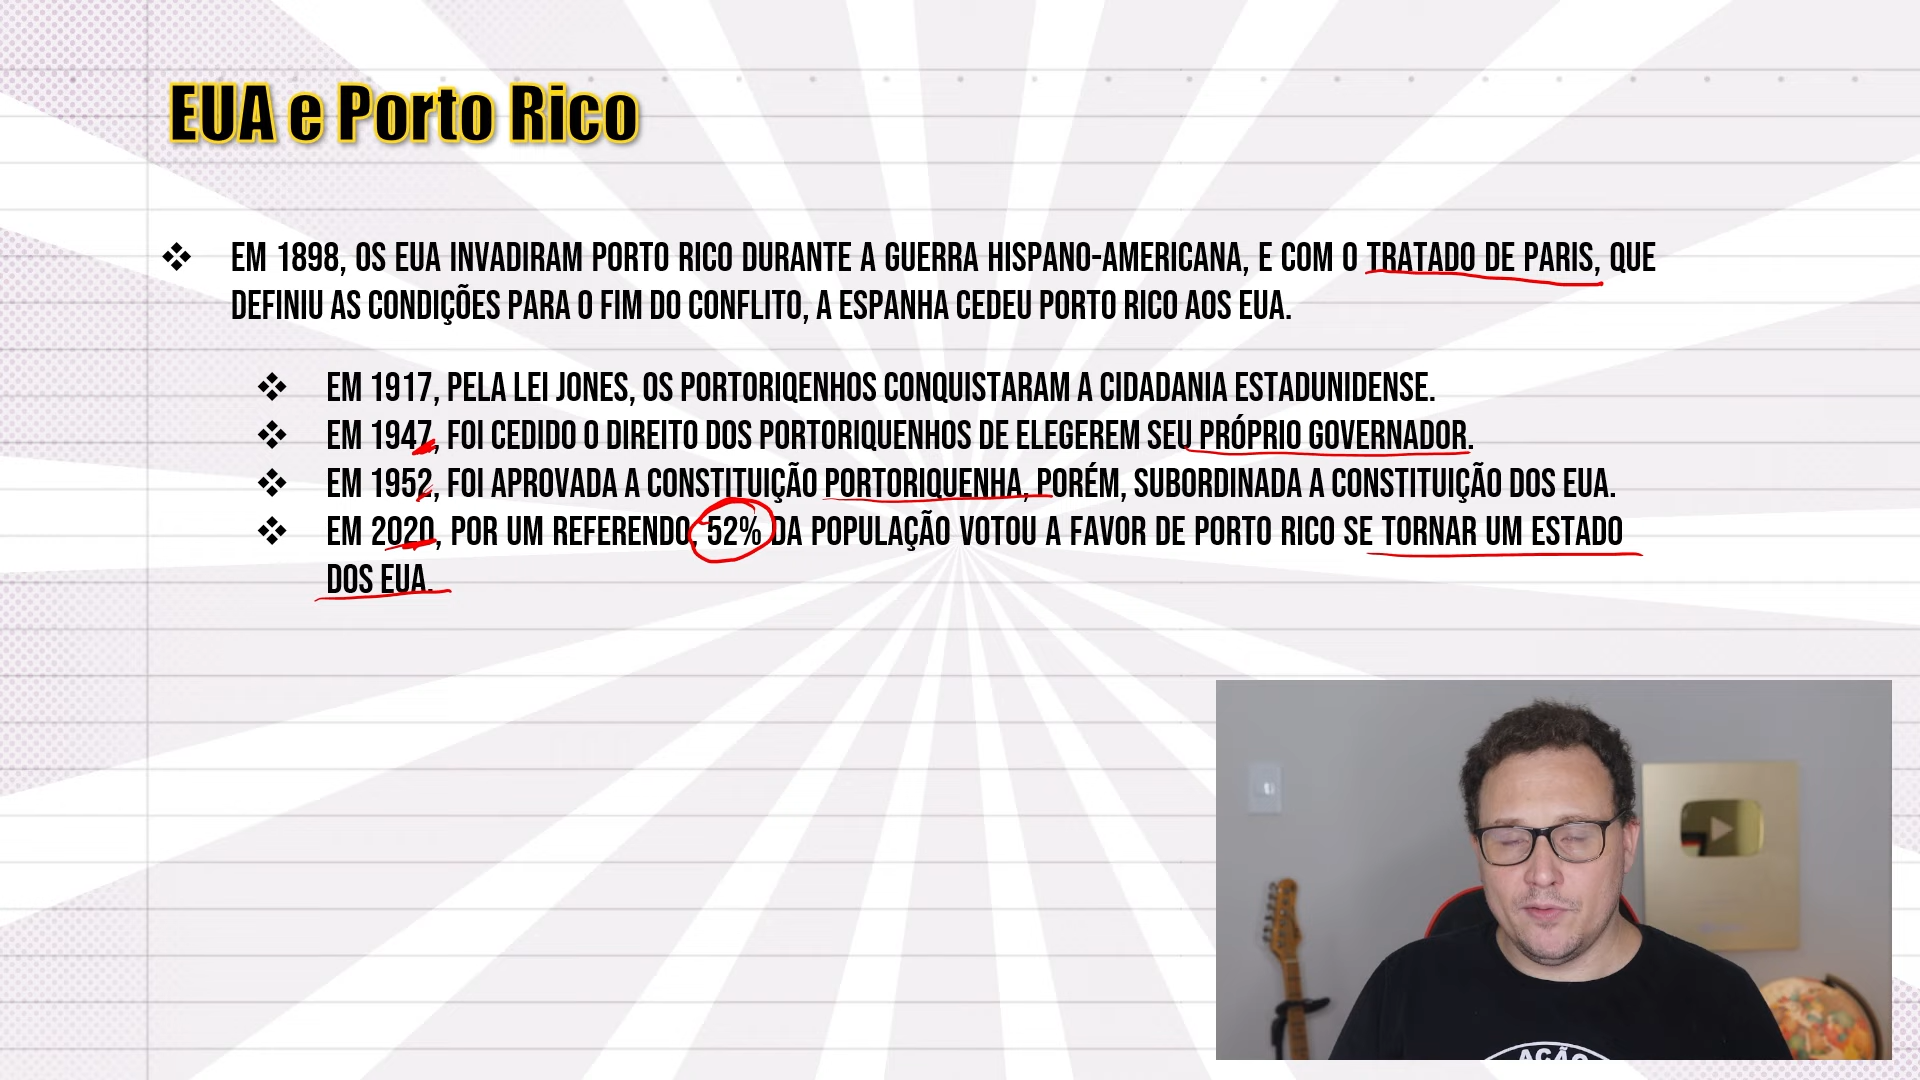 EUA e Porto Rico
EM 1898, OS EUA INVADIRAM PORTO RICO DURANTE A GUERRA HISPANO-AMERICANA, E COM O TRATADO DE PARIS, QUE
DEFINIU AS CONDIÇÕES PARA O FIM DO CONFLITO, A ESPANHA CEDEU PORTO RICO AOS EUA.
EM 1917, PELA LEI JONES, OS PORTORIQENHOS CONQUISTARAM A CIDADANIA ESTADUNIDENSE.
EM 1947, FOI CEDIDO O DIREITO DOS PORTORIQUENHOS DE ELEGEREM SEU PRÓPRIO GOVERNADOR.
EM 1952, FOI APROVADA A CONSTITUIÇÃO PORTORIQUENHA, PORÉM, SUBORDINADA A CONSTITUIÇÃO DOS EUA.
EM 2020, POR UM REFERENDO, 52% DA POPULAÇÃO VOTOU A FAVOR DE PORTO RICO SE TORNAR UM ESTADO
DOS EUA.
AÇÃO